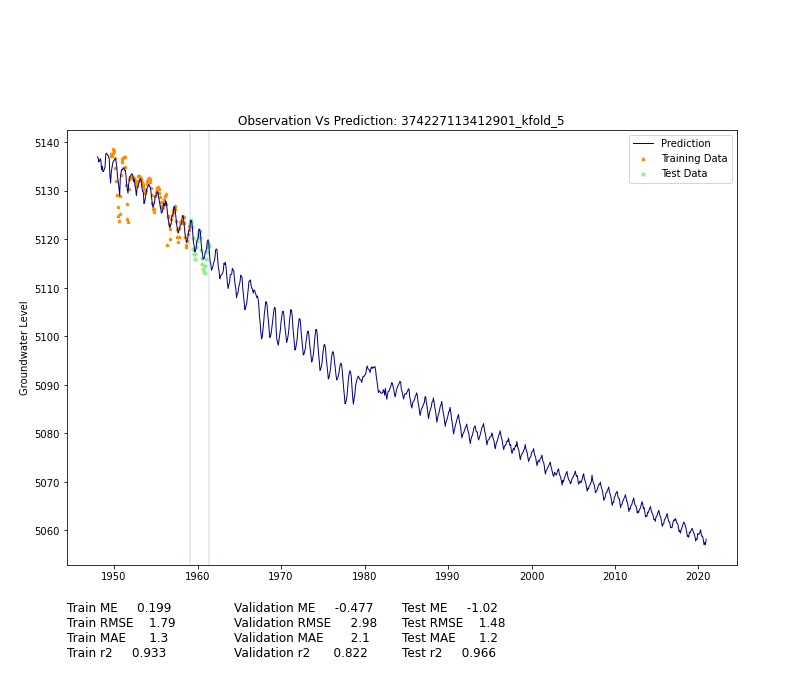 Observation Vs Prediction: 374227113412901_kfold_5
5140
5130
5120
5110
5100
5090
5080
5070
5060
Groundwater Level
Prediction
Training Data
Test Data
1950 1960 1970 1980 1990 2000 2010 2020
Train ME 0.199 Validation ME -0.477 Test ME -1.02
Train RMSE 1.79 Validation RMSE 2.98 Test RMSE 1.48
Train MAE 1.3 Validation MAE 2.1 Test MAE 1.2
Train r2 0.933 Validation r2 0.822 Test r2 0.966